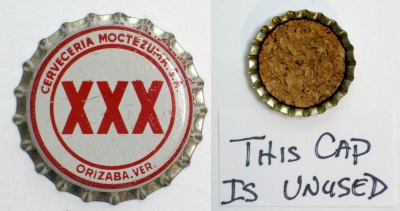 CERVECERIA MOCTEZUMA, S.A.
XXX
ORIZABA, VER.
THIS CAP
IS UNUSED